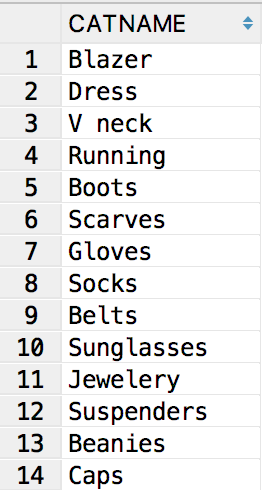 CATNAME
1 Blazer
2 Dress
3 V neck
4 Running
5 Boots
6 Scarves
7 Gloves
8 Socks
9 Belts
10 Sunglasses
11 Jewelery
12 Suspenders
13 Beanies
14 Caps